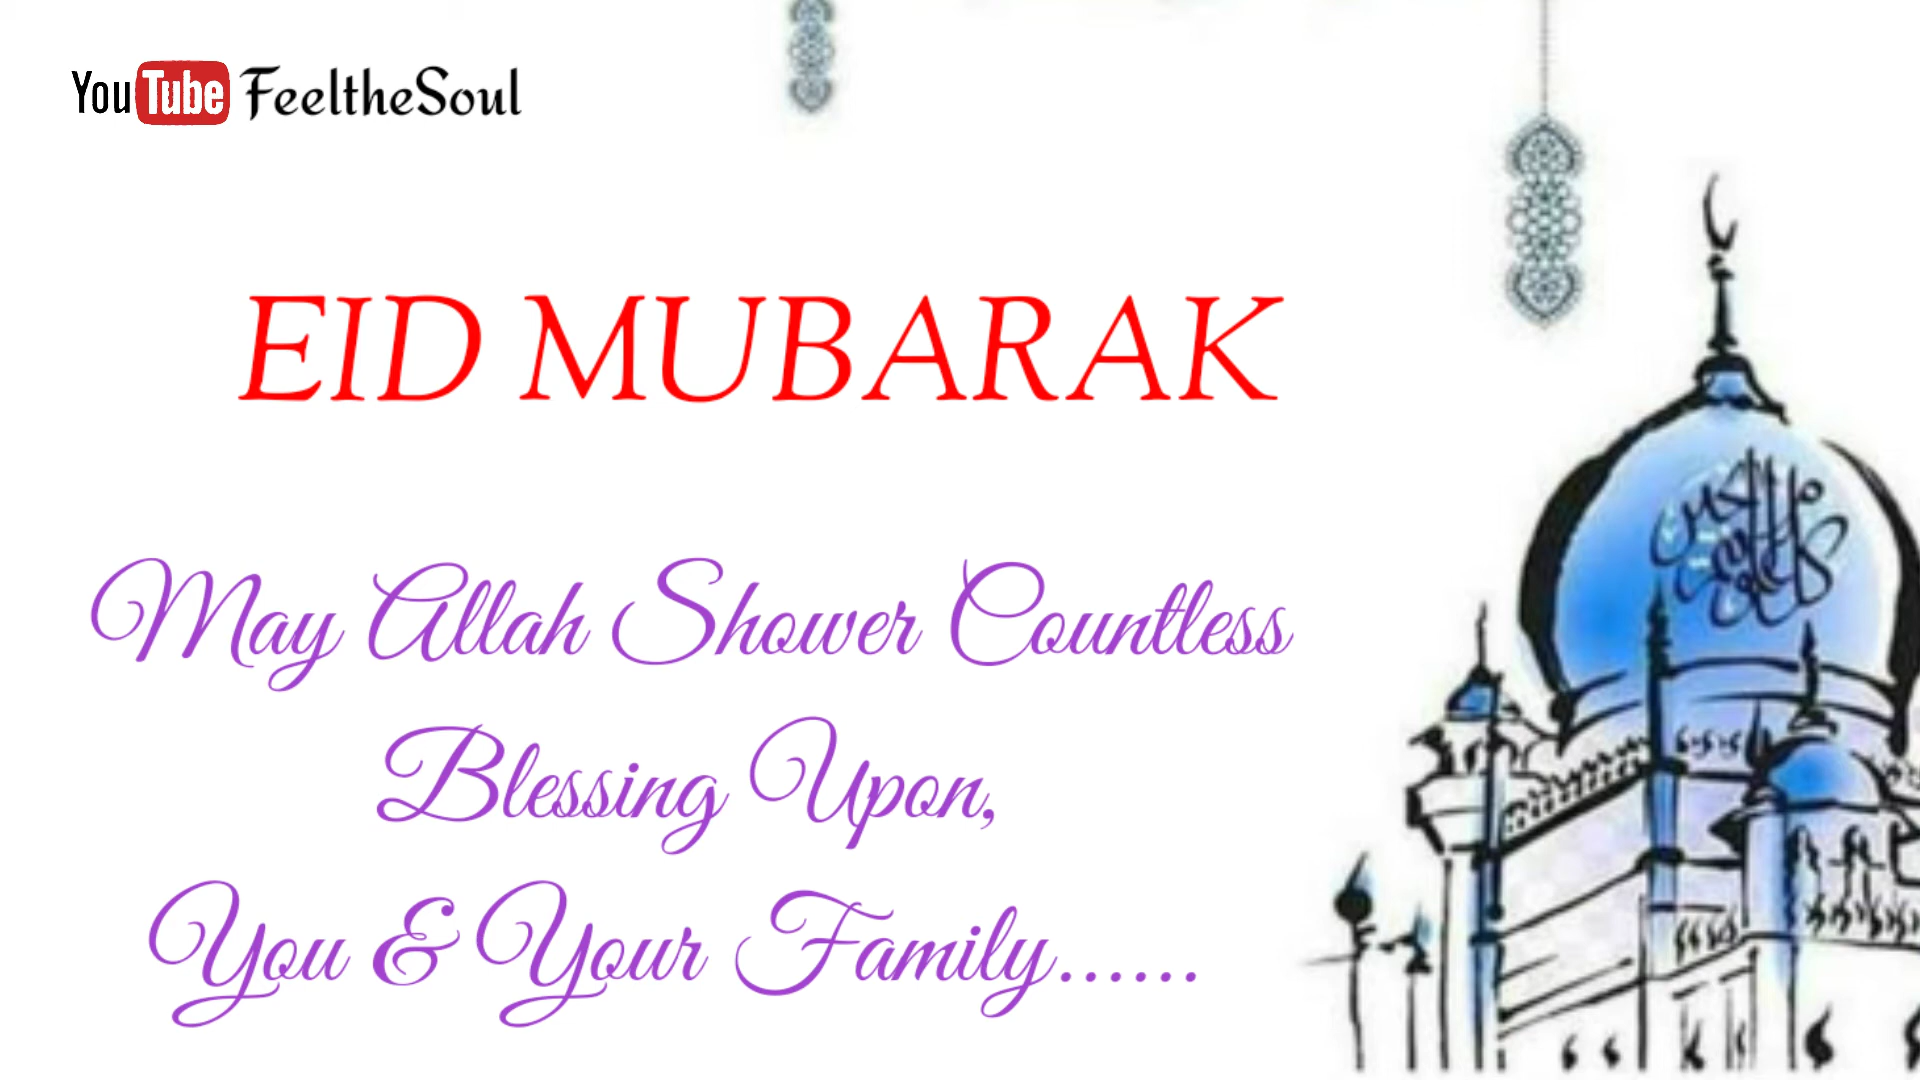 YouTube FeeltheSoul
EID MUBARAK
May Allah Shower Countless
Blessing Upon,
You & Your Family......